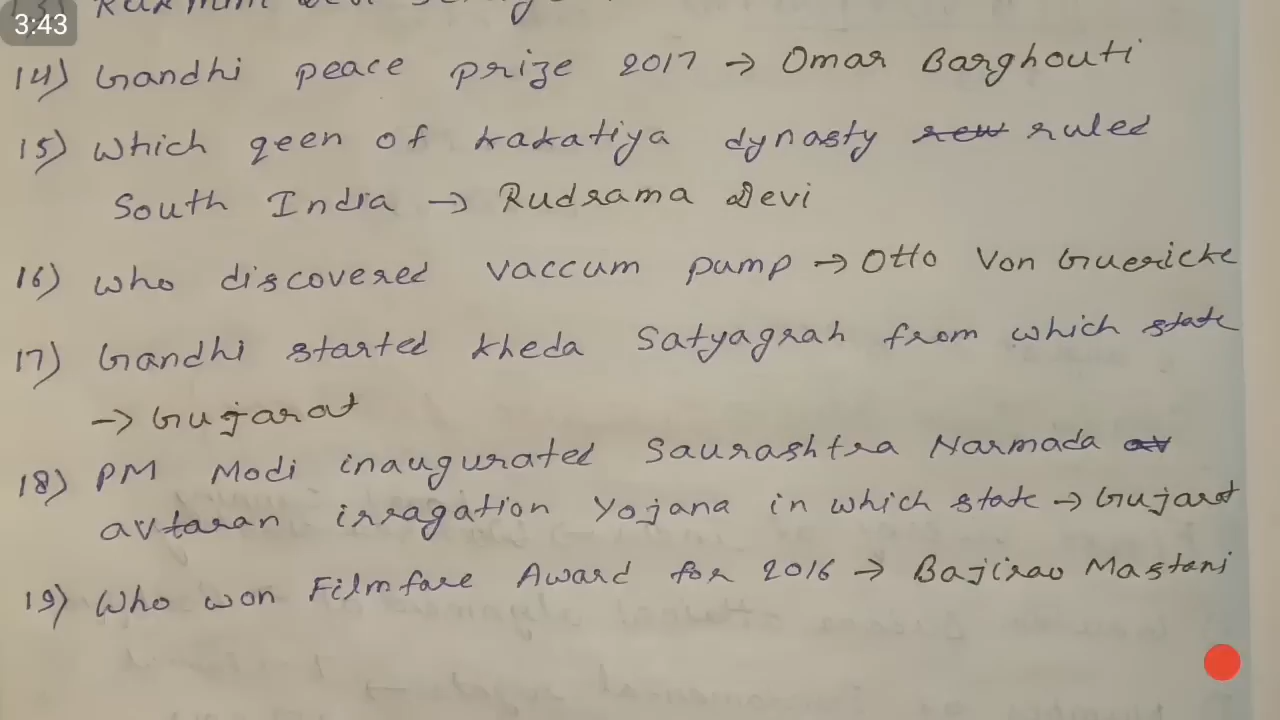 3:43
14) Gandhi peace prize 2017 → Omar Barghouti
15) which qeen of kakatiya dynasty ruled
South India → Rudrama Devi
16) who discovered vaccum pump → Otto Von Guericke
17) Gandhi started kheda Satyagrah from which state
→ Gujarat
18) PM Modi inaugurated Saurashtra Narmada
avtaran irragation Yojana in which state → Gujarat
19) Who won Filmfare Award for 2016 → Bajirao Mastani